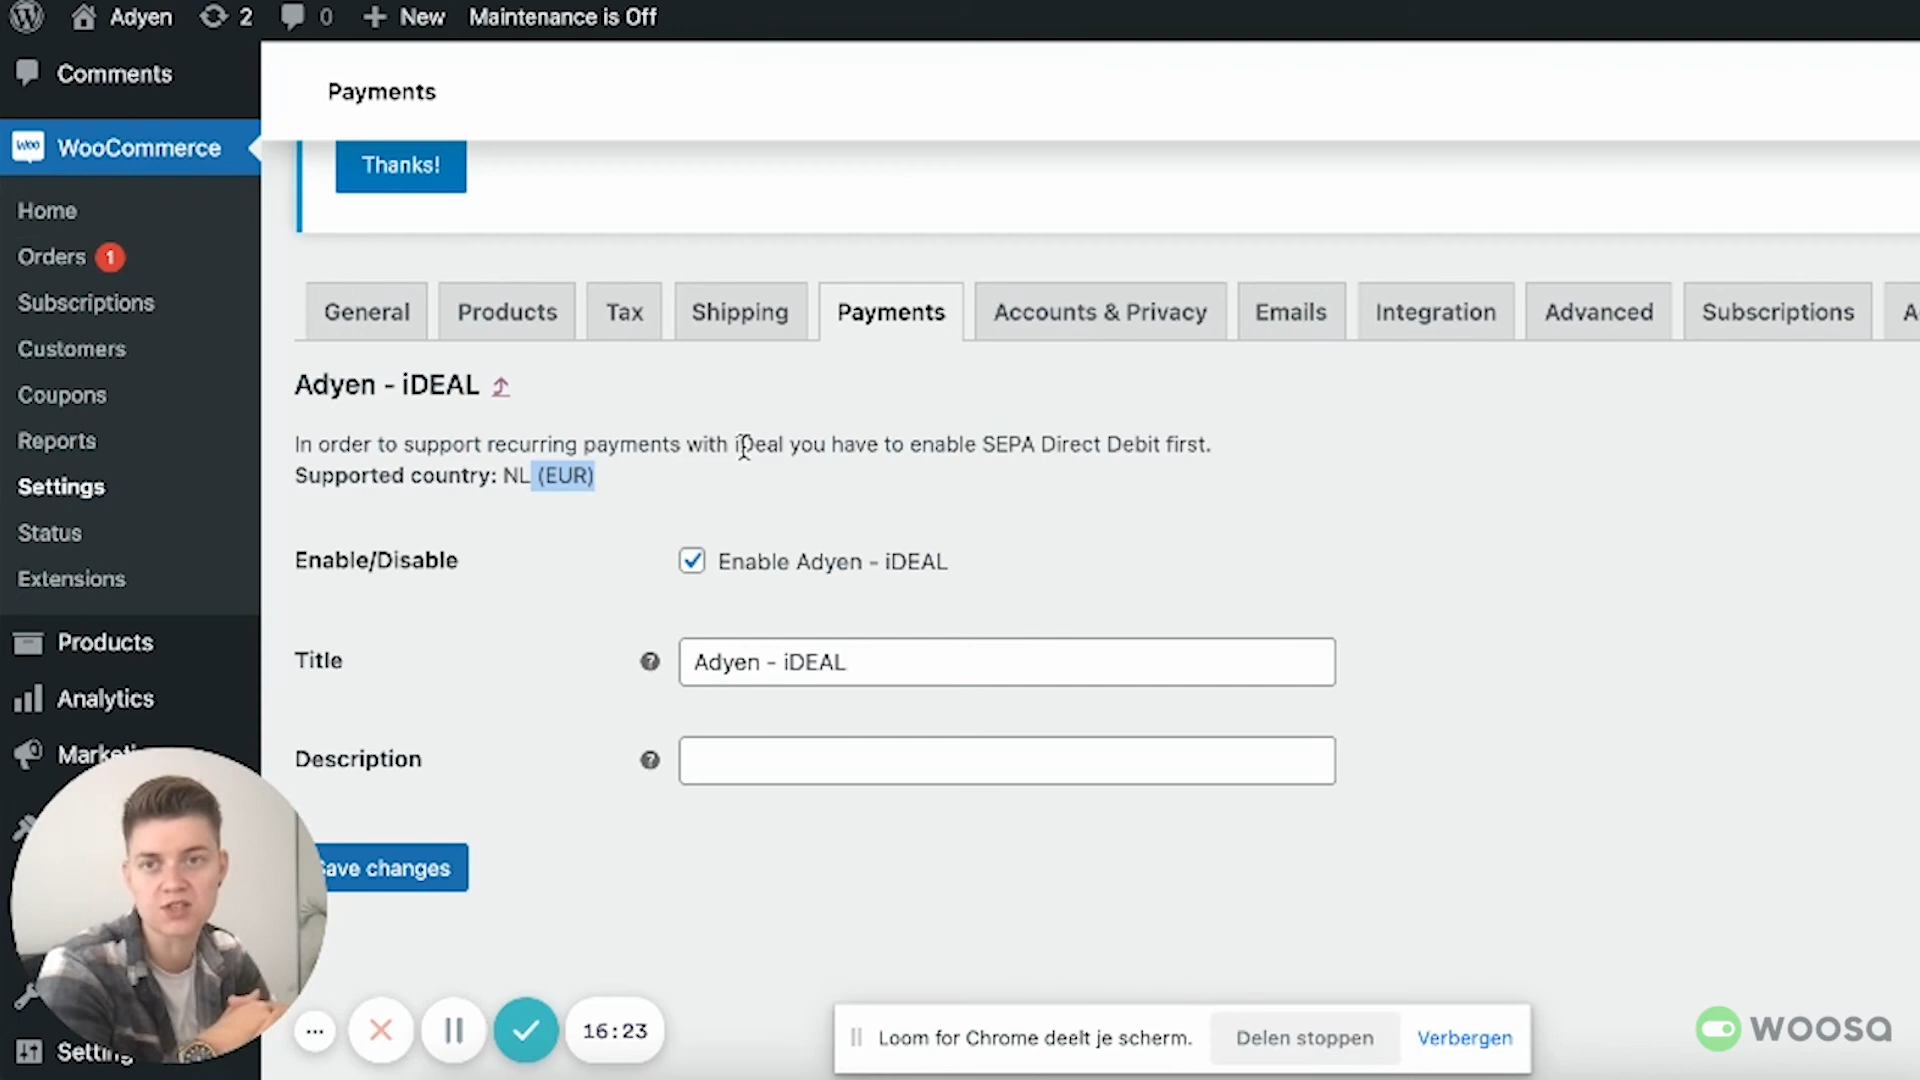 Adyen 2 0 New Maintenance is Off
Comments
Payments
WooCommerce
Thanks!
Home
Orders 1
Subscriptions
Customers
Coupons
Reports
Settings
Status
Extensions
Products
Analytics
General Products Tax Shipping Payments Accounts & Privacy Emails Integration Advanced Subscriptions
Adyen - iDEAL
In order to support recurring payments with iDeal you have to enable SEPA Direct Debit first.
Supported country: NL (EUR)
Enable/Disable Enable Adyen - iDEAL
Title Adyen - iDEAL
Description
Save changes
16:23
Loom for Chrome deelt je scherm. Delen stoppen Verbergen
woosa